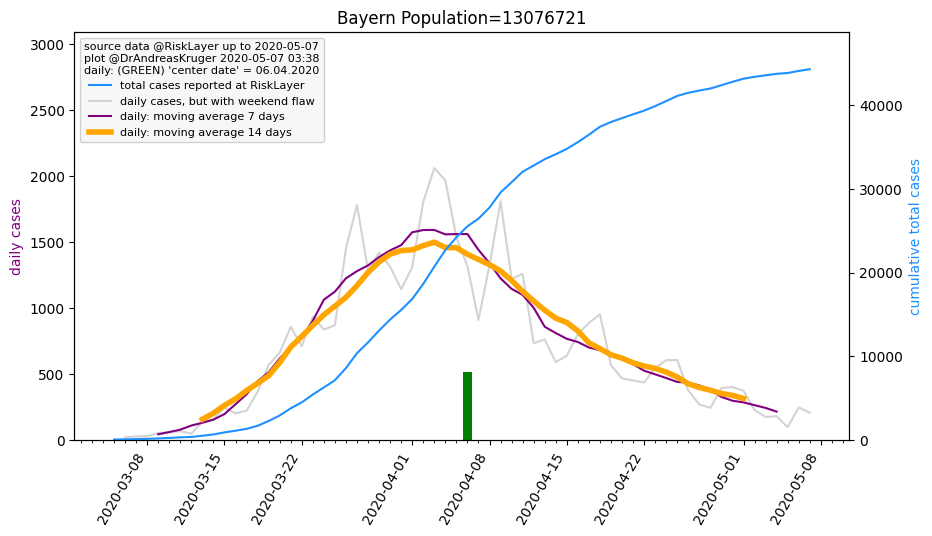 Bayern Population=13076721
source data @RiskLayer up to 2020-05-07
plot @DrAndreasKruger 2020-05-07 03:38
daily: (GREEN) 'center date' = 06.04.2020
total cases reported at RiskLayer
daily cases, but with weekend flaw
daily: moving average 7 days
daily: moving average 14 days
daily cases
3000
2500
2000
1500
1000
500
0
cumulative total cases
40000
30000
20000
10000
0
2020-03-08
2020-03-15
2020-03-22
2020-04-01
2020-04-08
2020-04-15
2020-04-22
2020-05-01
2020-05-08